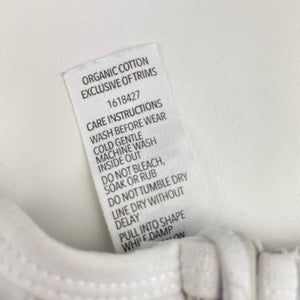 ORGANIC COTTON
EXCLUSIVE OF TRIMS
1618427
CARE INSTRUCTIONS
WASH BEFORE WEAR
COLD GENTLE
MACHINE WASH
INSIDE OUT
DO NOT BLEACH,
SOAK OR RUB
DO NOT TUMBLE DRY
LINE DRY WITHOUT
DELAY
PULL INTO SHAPE
WHILE DAMP
ON